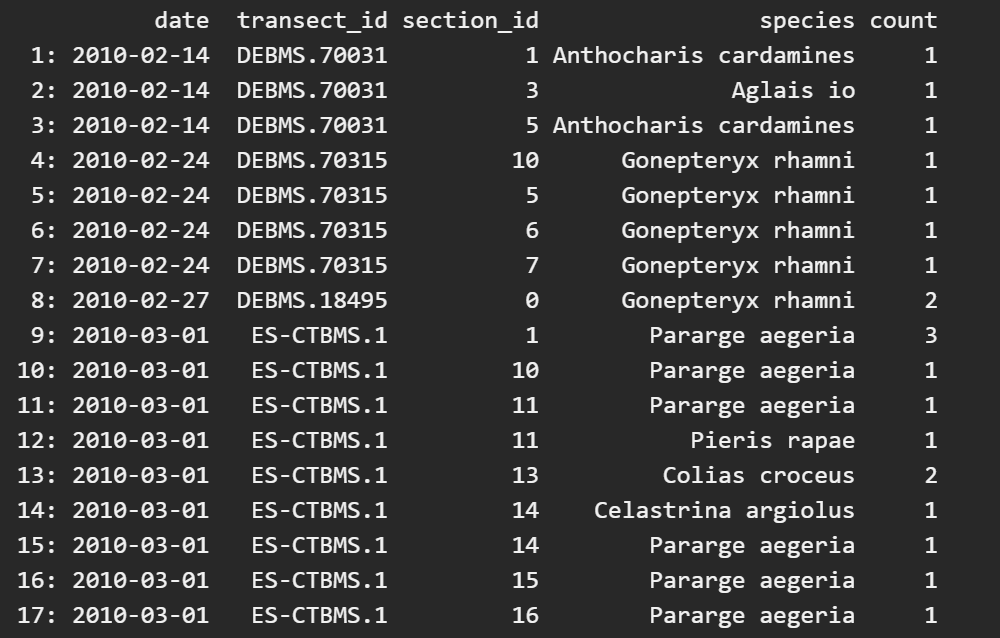 date transect_id section_id species count
1: 2010-02-14 DEBMS.70031 1 Anthocharis cardamines 1
2: 2010-02-14 DEBMS.70031 3 Aglais io 1
3: 2010-02-14 DEBMS.70031 5 Anthocharis cardamines 1
4: 2010-02-24 DEBMS.70315 10 Gonepteryx rhamni 1
5: 2010-02-24 DEBMS.70315 5 Gonepteryx rhamni 1
6: 2010-02-24 DEBMS.70315 6 Gonepteryx rhamni 1
7: 2010-02-24 DEBMS.70315 7 Gonepteryx rhamni 1
8: 2010-02-27 DEBMS.18495 0 Gonepteryx rhamni 2
9: 2010-03-01 ES-CTBMS.1 1 Pararge aegeria 3
10: 2010-03-01 ES-CTBMS.1 10 Pararge aegeria 1
11: 2010-03-01 ES-CTBMS.1 11 Pararge aegeria 1
12: 2010-03-01 ES-CTBMS.1 11 Pieris rapae 1
13: 2010-03-01 ES-CTBMS.1 13 Colias croceus 2
14: 2010-03-01 ES-CTBMS.1 14 Celastrina argiolus 1
15: 2010-03-01 ES-CTBMS.1 14 Pararge aegeria 1
16: 2010-03-01 ES-CTBMS.1 15 Pararge aegeria 1
17: 2010-03-01 ES-CTBMS.1 16 Pararge aegeria 1